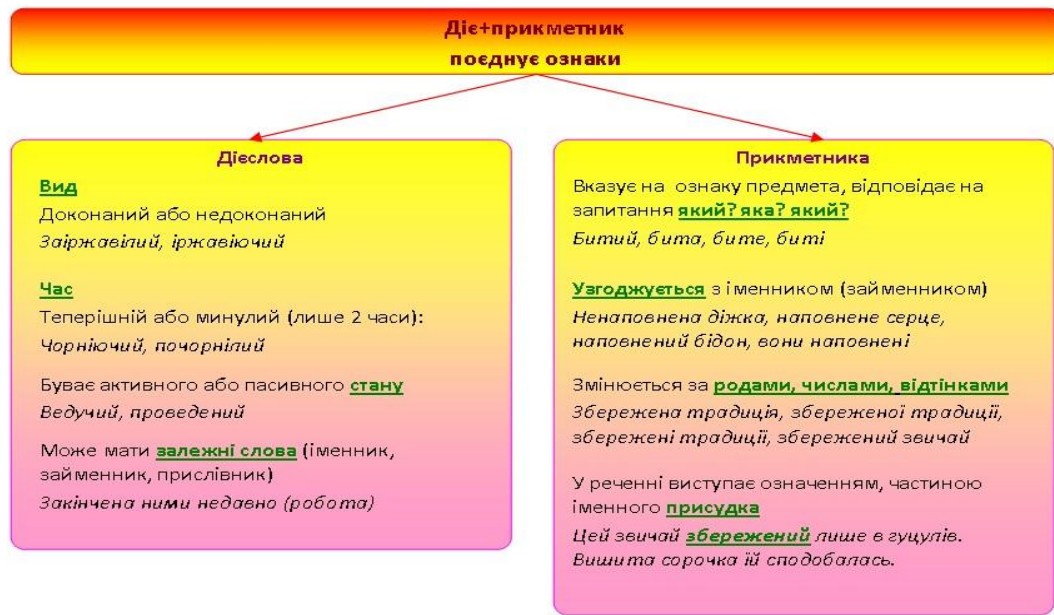 Діє+прикметник
поєднує ознаки
Дієслова
Вид
Доконаний або недоконаний
Заіржавілий, іржавіючий
Час
Теперішній або минулий (лише 2 часи):
Чорніючий, почорнілий
Буває активного або пасивного стану
Ведучий, проведений
Може мати залежні слова (іменник,
займенник, прислівник)
Закінчена ними недавно (робота)
Прикметника
Вказує на ознаку предмета, відповідає на
запитання який? яка? який?
Битий, бита, бите, биті
Узгоджується з іменником (займенником)
Ненаповнена діжка, наповнене серце,
наповнений бідон, вони наповнені
Змінюється за родами, числами, відтінками
Збережена традиція, збереженої традиції,
збережені традиції, збережений звичай
У реченні виступає означенням, частиною
іменного присудка
Цей звичай збережений лише в гуцулів.
Вишита сорочка їй сподобалась.